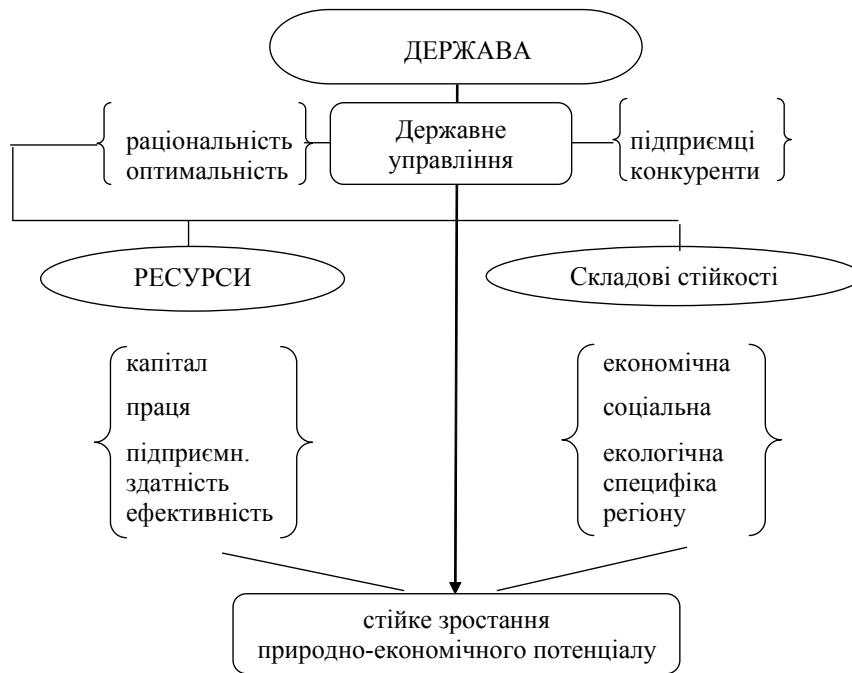 ДЕРЖАВА
раціональність
оптимальність
Державне
управління
підприємці
конкуренти
РЕСУРСИ
Складові стійкості
капітал
праця
підприємн.
здатність
ефективність
економічна
соціальна
екологічна
специфіка
регіону
стійке зростання
природно-економічного потенціалу